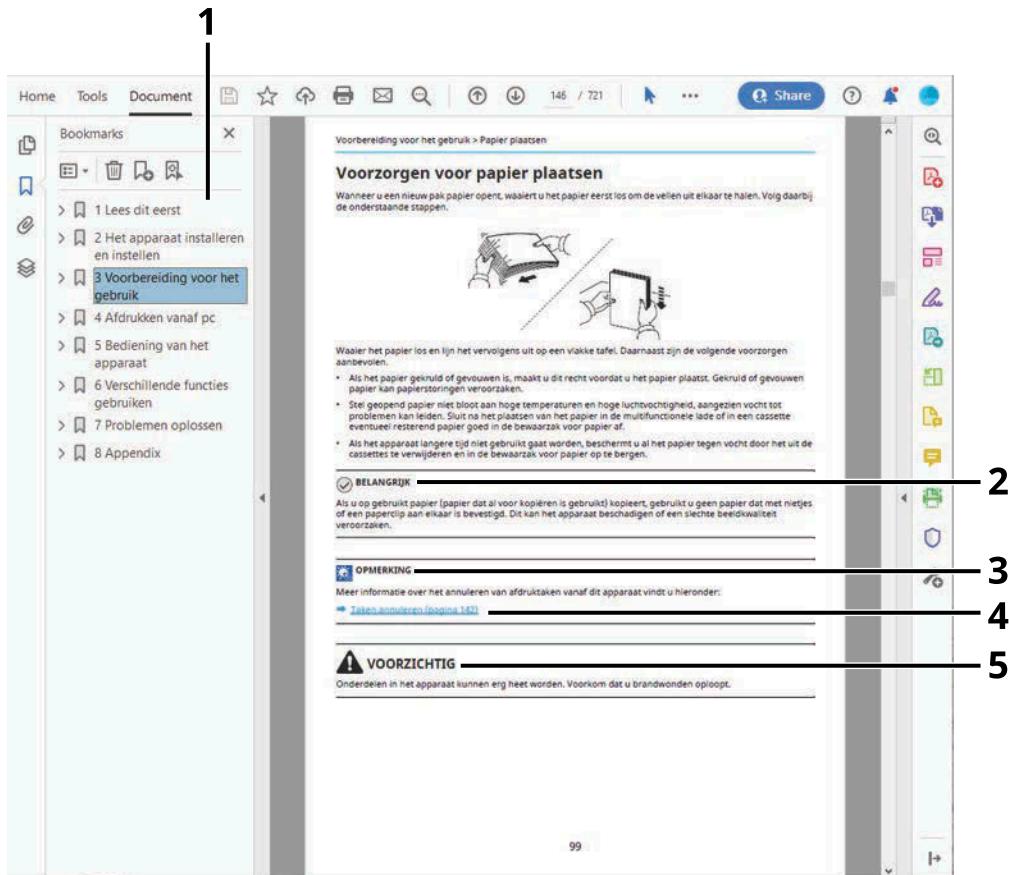 1
Home Tools Document 146 / 721 Share
Bookmarks
1 Lees dit eerst
2 Het apparaat installeren
en instellen
3 Voorbereiding voor het
gebruik
4 Afdrukken vanaf pc
5 Bediening van het
apparaat
6 Verschillende functies
gebruiken
7 Problemen oplossen
8 Appendix
Voorbereiding voor het gebruik > Papier plaatsen
Voorzorgen voor papier plaatsen
Wanneer u een nieuw pak papier opent, waaiert u het papier eerst los om de vellen uit elkaar te halen. Volg daarbij
de onderstaande stappen.
Waaier het papier los en lijn het vervolgens uit op een vlakke tafel. Daarnaast zijn de volgende voorzorgen
aanbevolen.
• Als het papier gekruld of gevouwen is, maakt u dit recht voordat u het papier plaatst. Gekruld of gevouwen
papier kan papierstoringen veroorzaken.
• Stel geopend papier niet bloot aan hoge temperaturen en hoge luchtvochtigheid, aangezien vocht tot
problemen kan leiden. Sluit na het plaatsen van het papier in de multifunctionele lade of in een cassette
eventueel resterend papier goed in de bewaarzak voor papier af.
• Als het apparaat langere tijd niet gebruikt gaat worden, beschermt u al het papier tegen vocht door het uit de
cassettes te verwijderen en in de bewaarzak voor papier op te bergen.
BELANGRIJK 2
Als u op gebruikt papier (papier dat al voor kopiëren is gebruikt) kopieert, gebruikt u geen papier dat met nietjes
of een paperclip aan elkaar is bevestigd. Dit kan het apparaat beschadigen of een slechte beeldkwaliteit
veroorzaken.
OPMERKING 3
Meer informatie over het annuleren van afdruktaken vanaf dit apparaat vindt u hieronder:
➡ Taken annuleren (pagina 142) 4
VOORZICHTIG 5
Onderdelen in het apparaat kunnen erg heet worden. Voorkom dat u brandwonden oploopt.
99